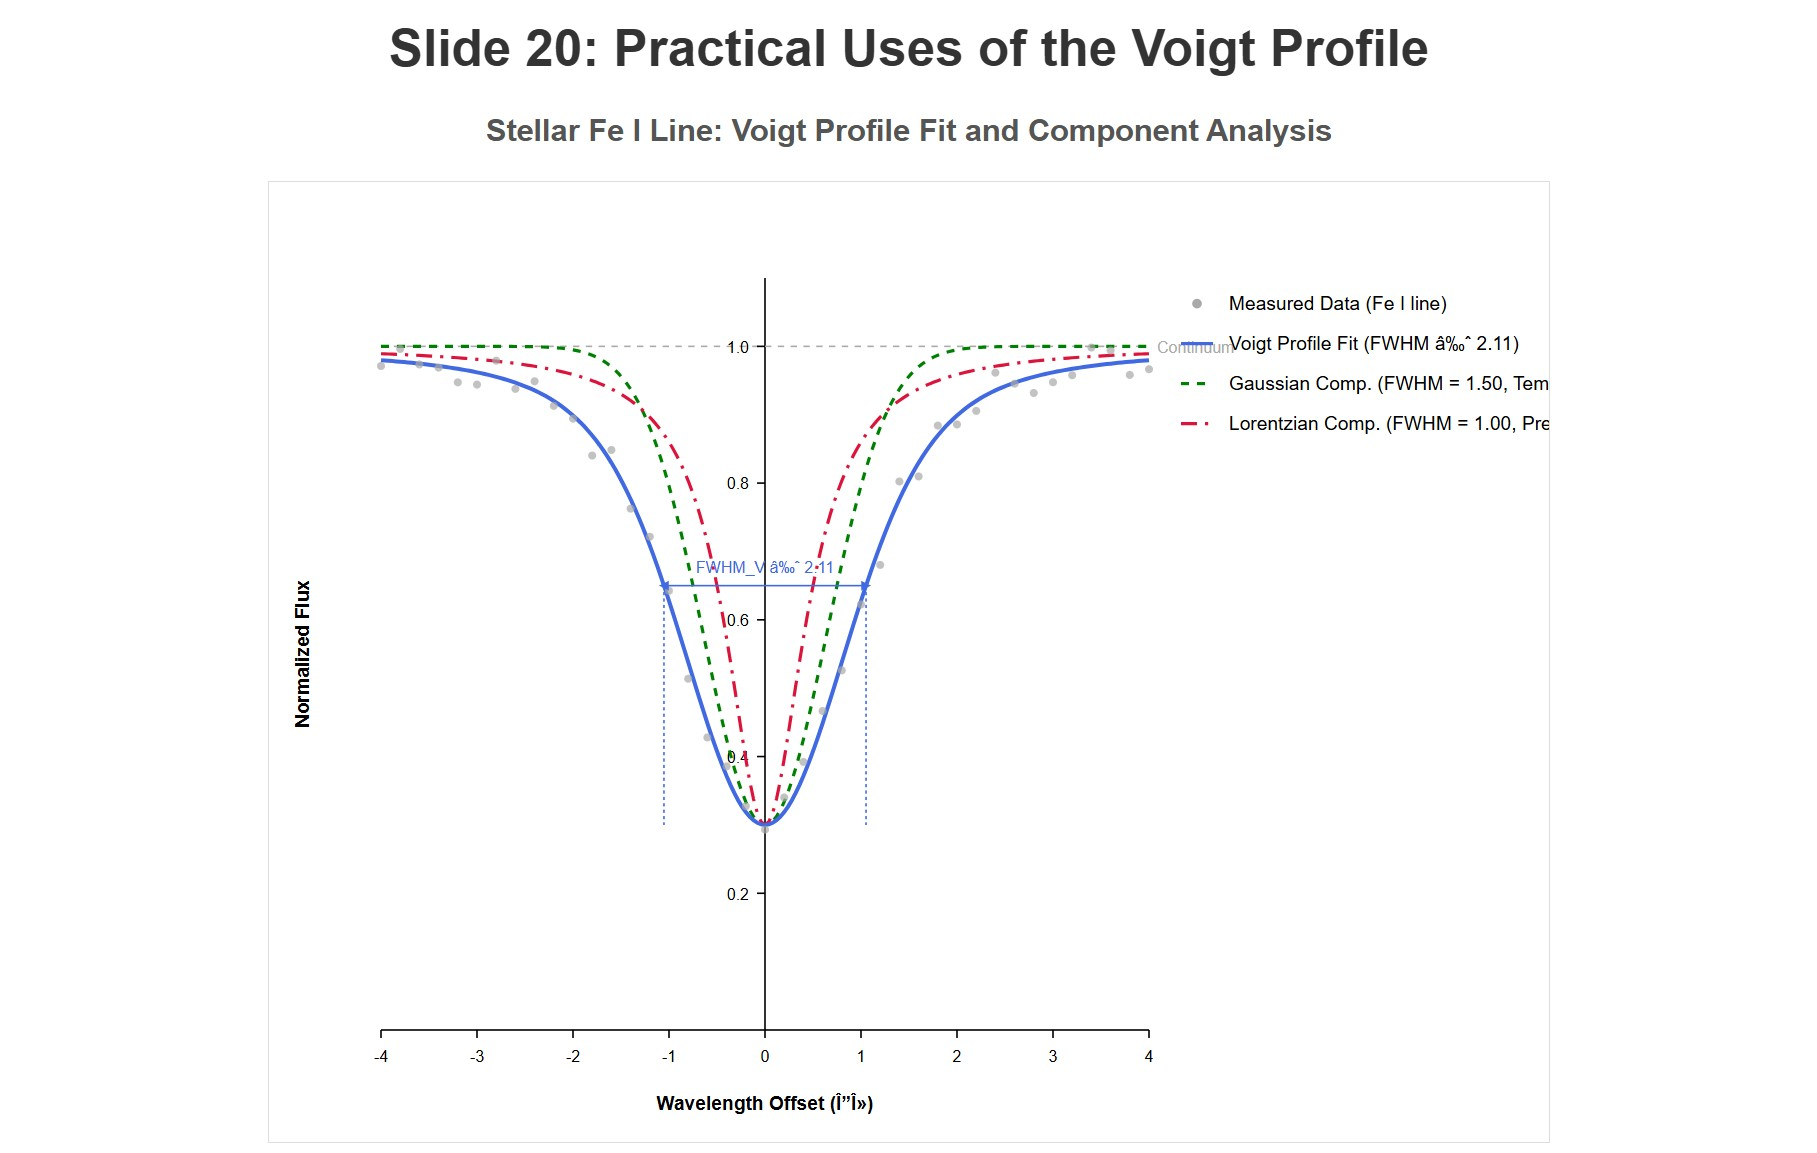 Slide 20: Practical Uses of the Voigt Profile
Stellar Fe I Line: Voigt Profile Fit and Component Analysis
Measured Data (Fe I line)
Continuum
Voigt Profile Fit (FWHM â‰ˆ 2.11)
Gaussian Comp. (FWHM = 1.50, Tem
Lorentzian Comp. (FWHM = 1.00, Pre
1.0
0.8
FWHM_V â‰ˆ 2.11
0.6
0.4
0.2
Normalized Flux
-4 -3 -2 -1 0 1 2 3 4
Wavelength Offset (Î”Î»)